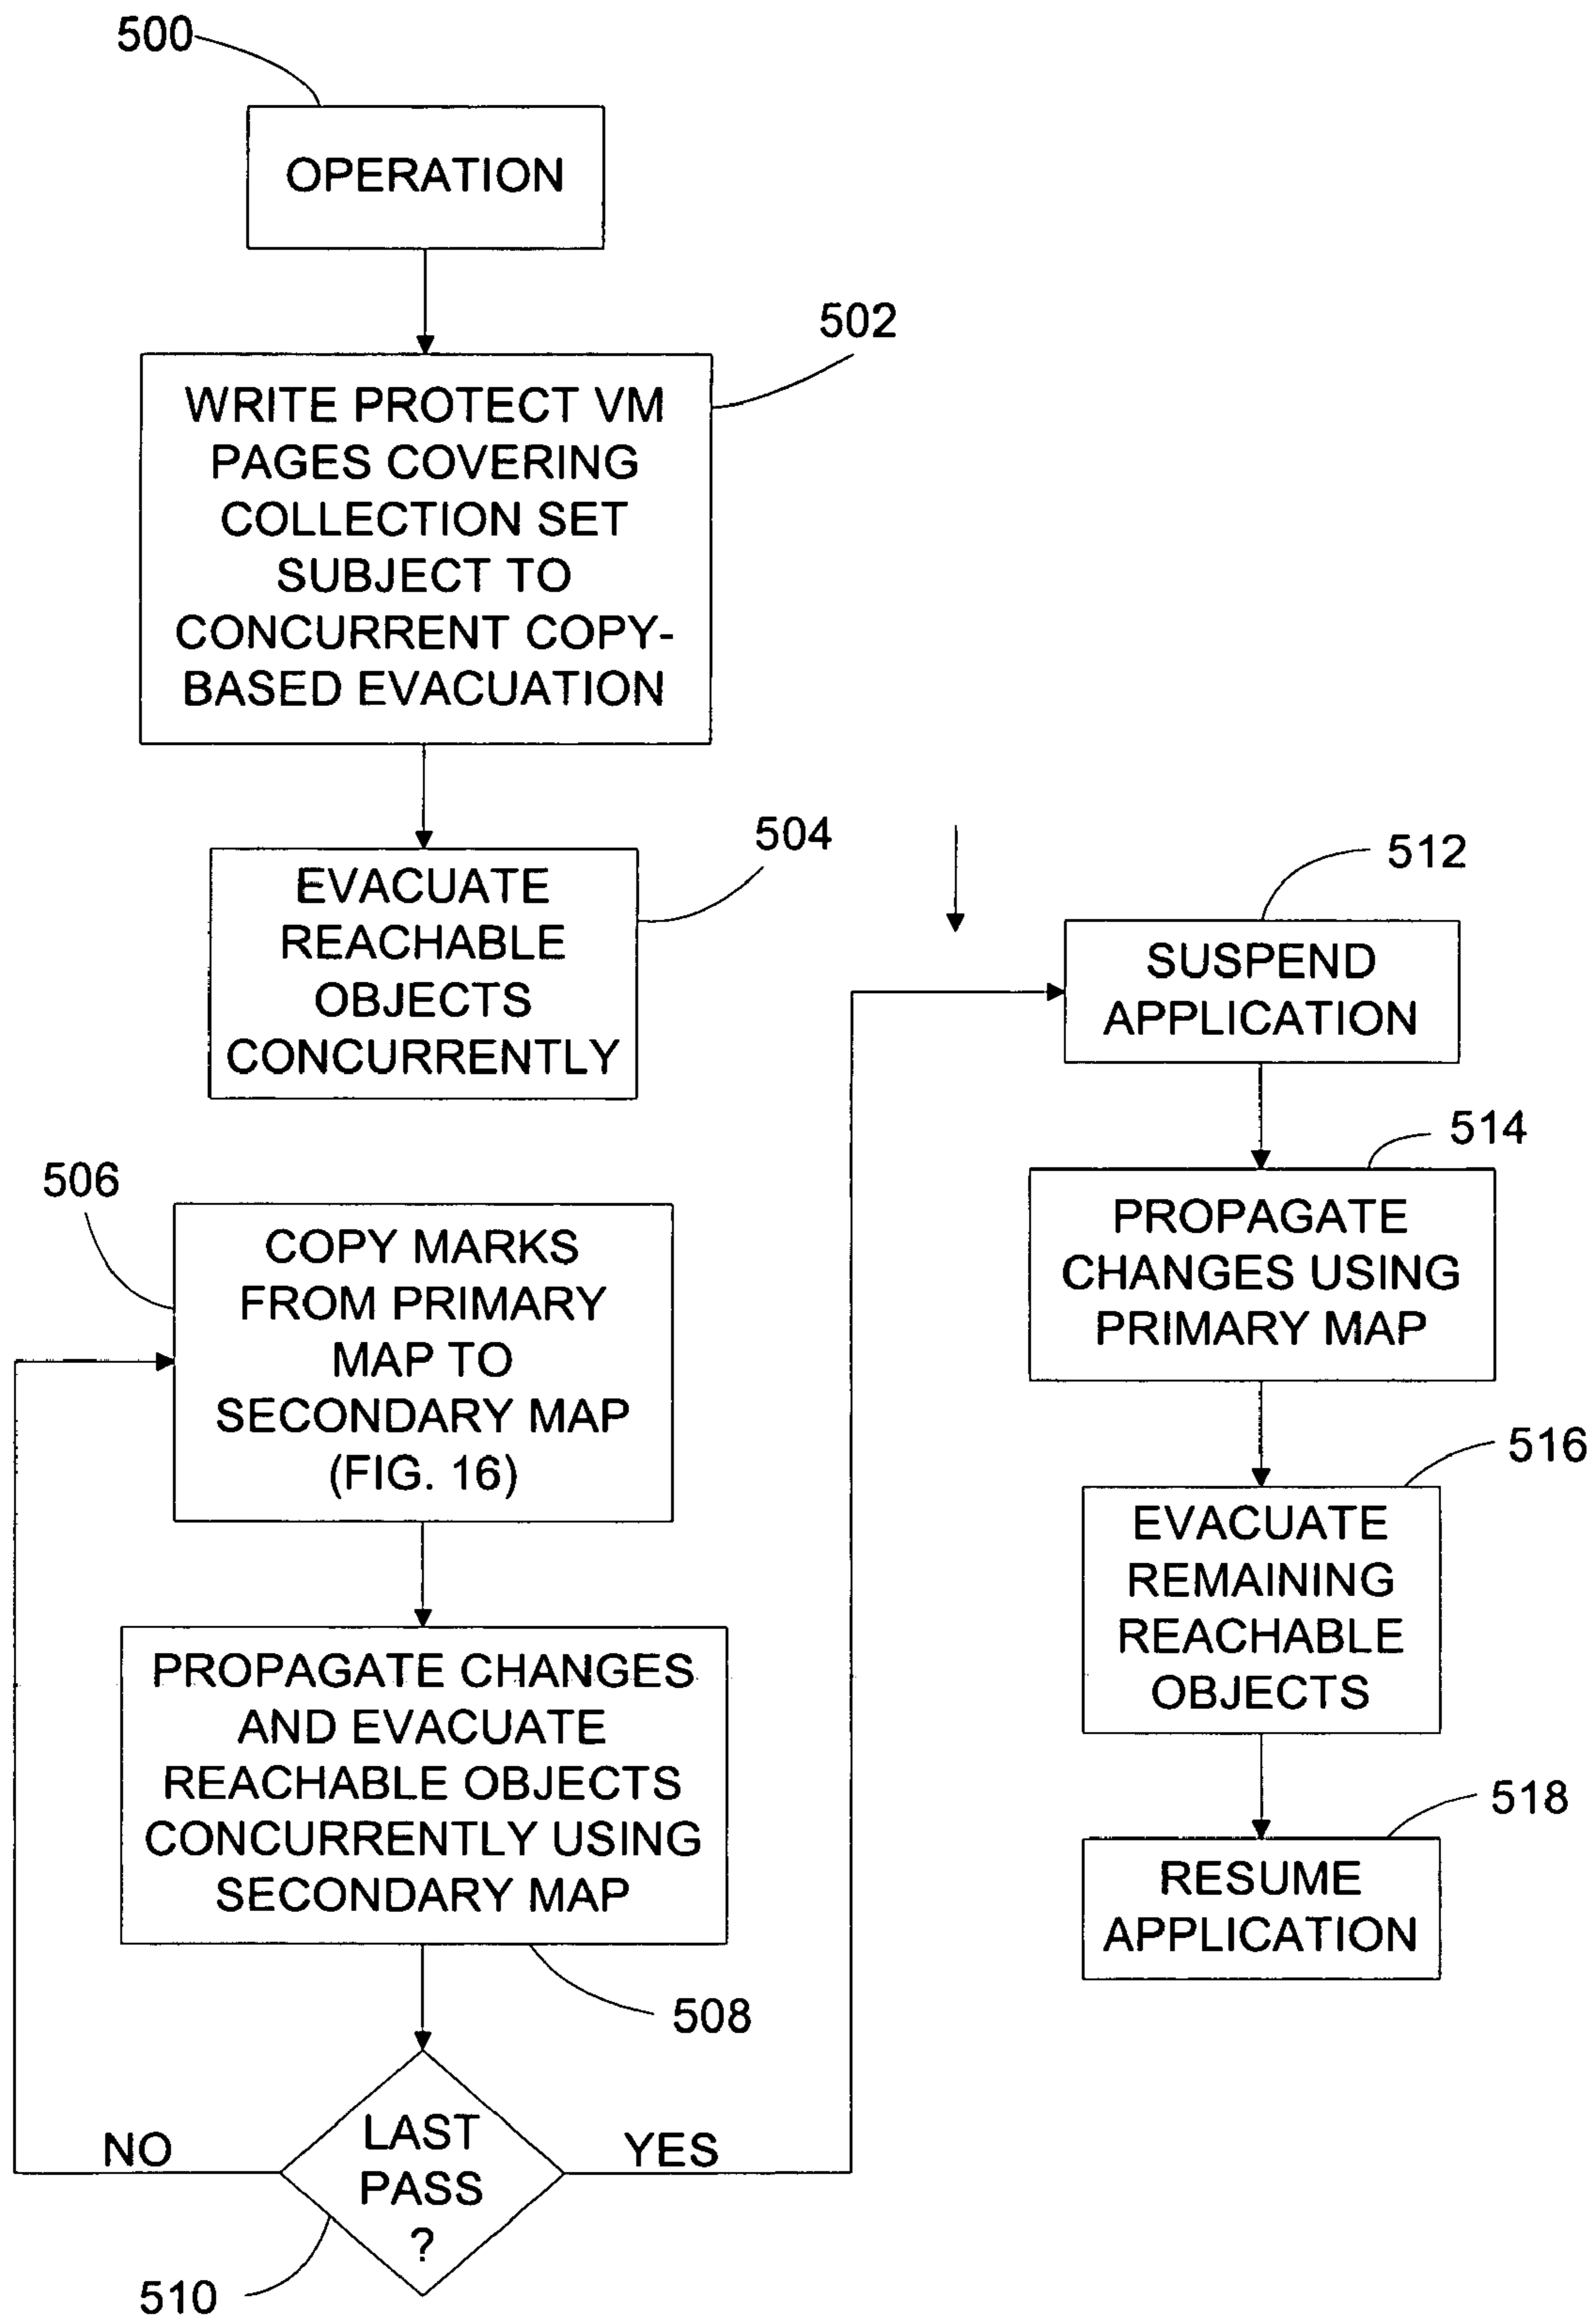 500
OPERATION
502
WRITE PROTECT VM
PAGES COVERING
COLLECTION SET
SUBJECT TO
CONCURRENT COPY-
BASED EVACUATION
504
EVACUATE
REACHABLE
OBJECTS
CONCURRENTLY
506
COPY MARKS
FROM PRIMARY
MAP TO
SECONDARY MAP
(FIG. 16)
PROPAGATE CHANGES
AND EVACUATE
REACHABLE OBJECTS
CONCURRENTLY USING
SECONDARY MAP
508
LAST
PASS
?
NO
YES
510
512
SUSPEND
APPLICATION
514
PROPAGATE
CHANGES USING
PRIMARY MAP
516
EVACUATE
REMAINING
REACHABLE
OBJECTS
518
RESUME
APPLICATION